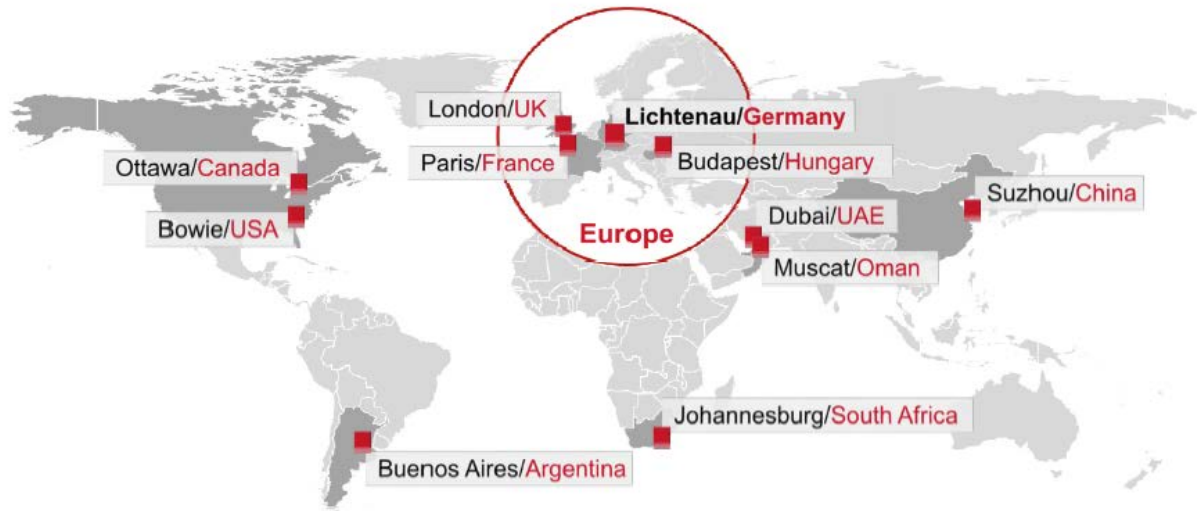 London/UK
Lichtenau/Germany
Paris/France
Budapest/Hungary
Ottawa/Canada
Suzhou/China
Bowie/USA
Dubai/UAE
Europe
Muscat/Oman
Johannesburg/South Africa
Buenos Aires/Argentina